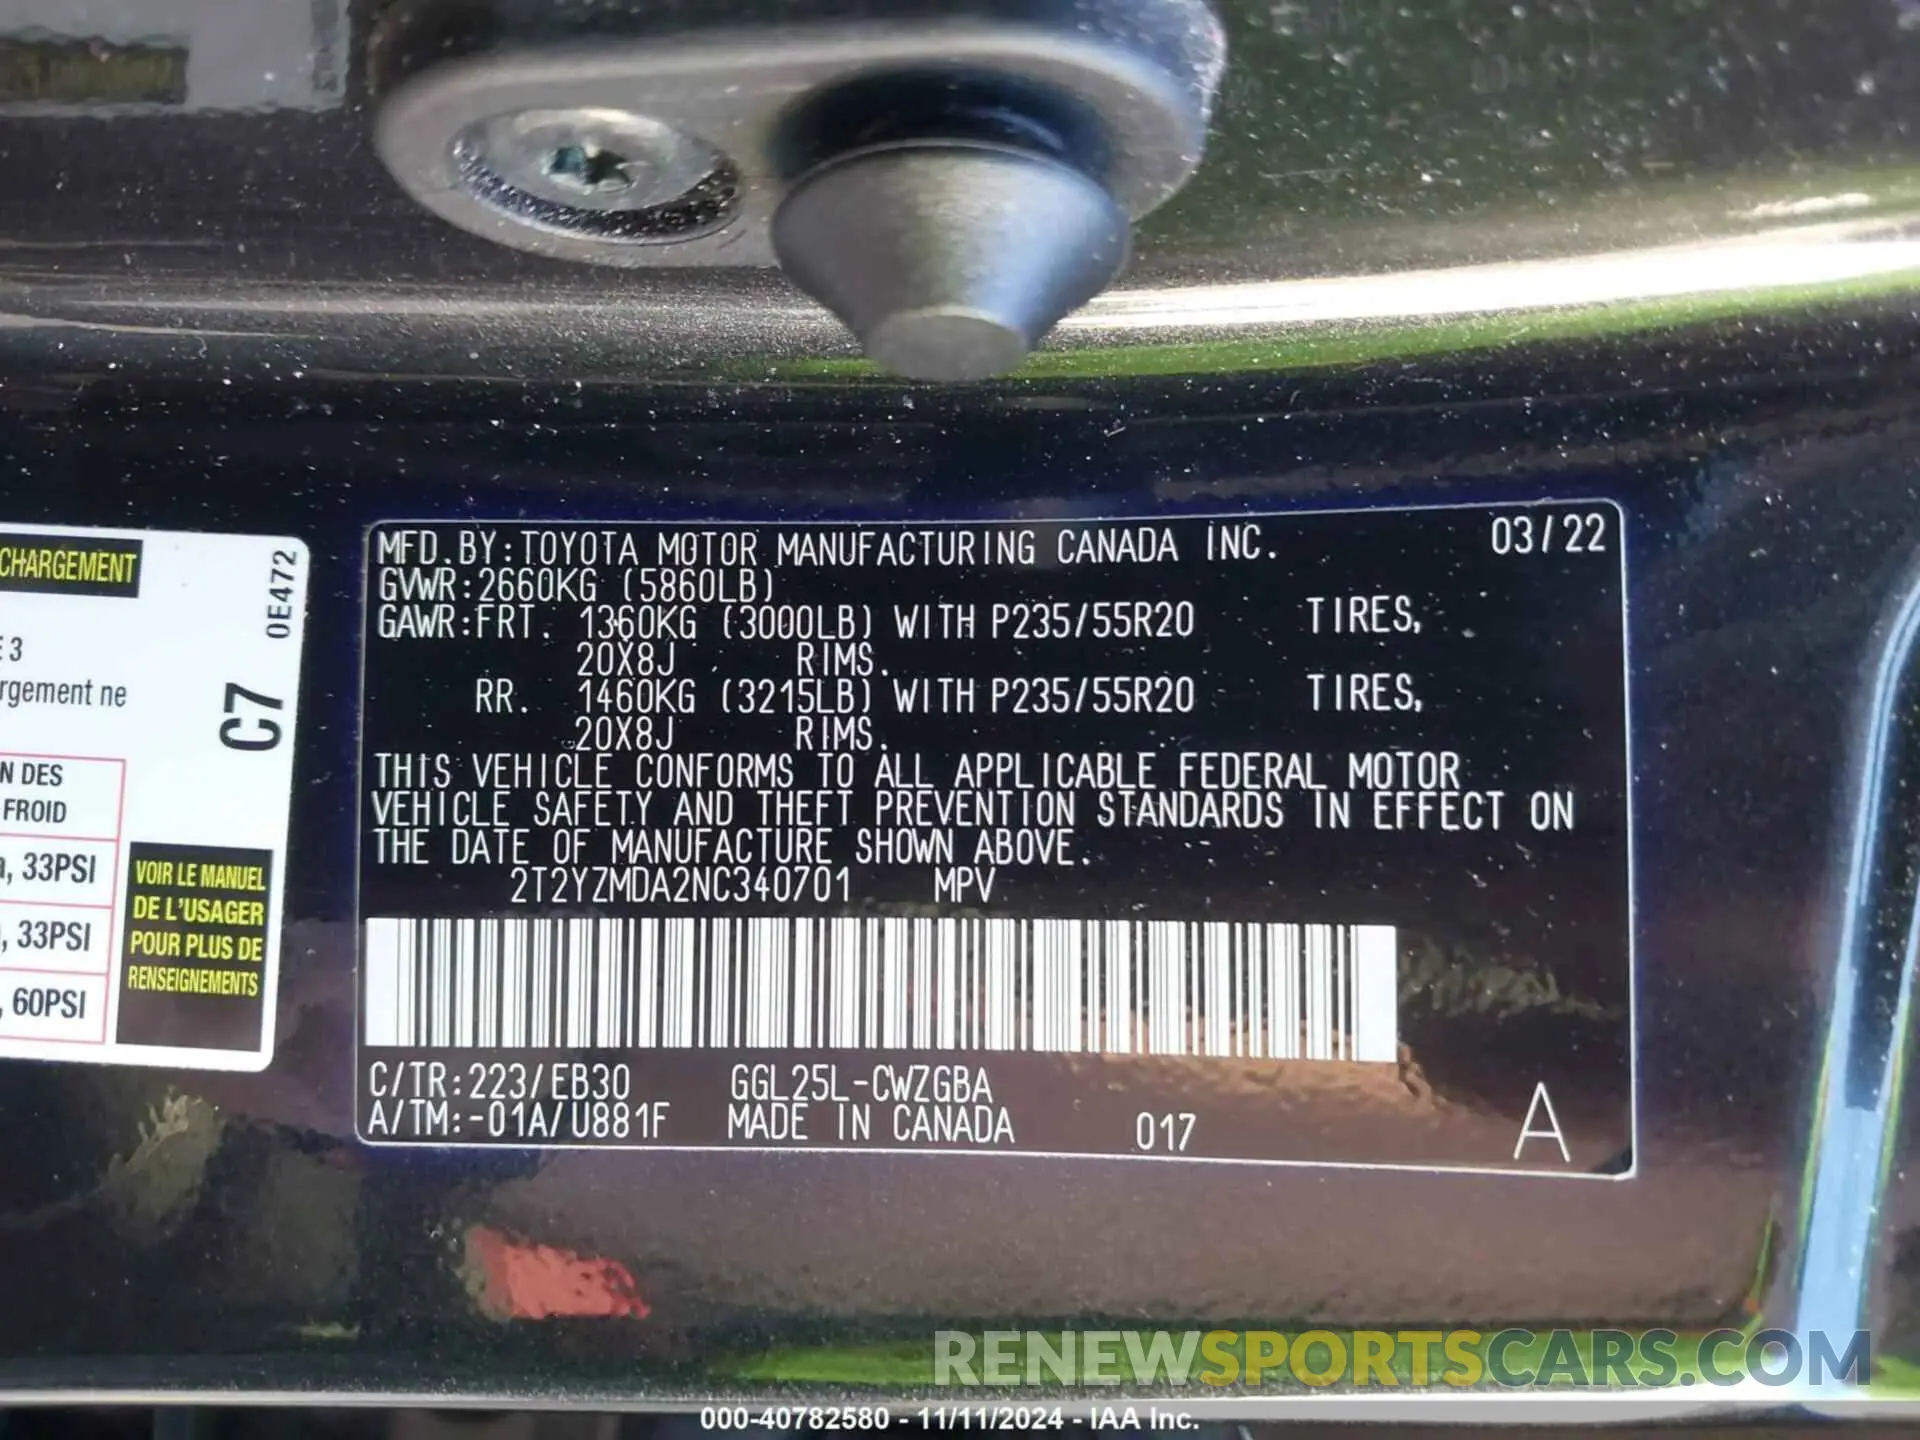 CHARGEMENT
0E472
E 3
rgement ne
C7
N DES
FROID
, 33PSI
, 33PSI
, 60PSI
VOIR LE MANUEL
DE L'USAGER
POUR PLUS DE
RENSEIGNEMENTS
MFD.BY:TOYOTA MOTOR MANUFACTURING CANADA INC. 03/22
GVWR:2660KG (5860LB)
GAWR:FRT. 1360KG (3000LB) WITH P235/55R20 TIRES,
20X8J RIMS.
RR. 1460KG (3215LB) WITH P235/55R20 TIRES,
20X8J RIMS.
THIS VEHICLE CONFORMS TO ALL APPLICABLE FEDERAL MOTOR
VEHICLE SAFETY AND THEFT PREVENTION STANDARDS IN EFFECT ON
THE DATE OF MANUFACTURE SHOWN ABOVE.
2T2YZMDA2NC340701 MPV
C/TR:223/EB30 GGL25L-CWZGBA
A/TM:-01A/U881F MADE IN CANADA 017 A
RENEWSPORTSCARS.COM
000-40782580 - 11/11/2024 - IAA Inc.